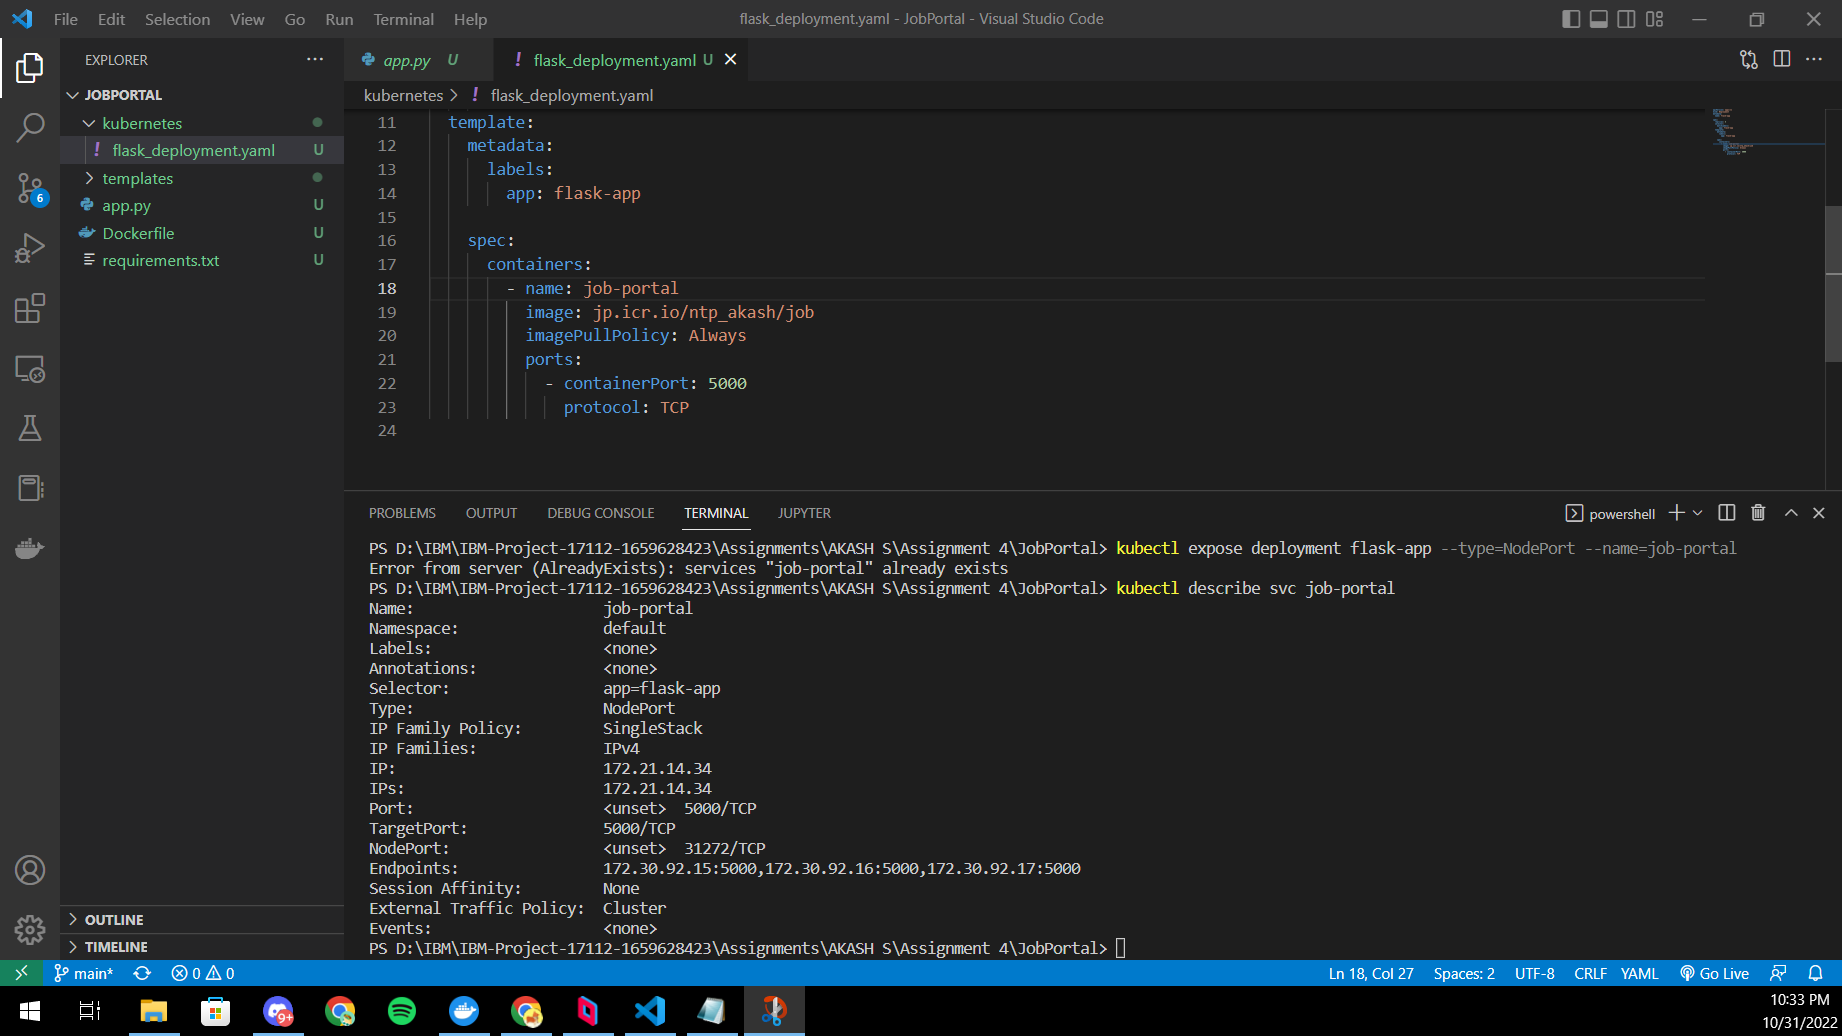 File Edit Selection View Go Run Terminal Help
flask_deployment.yaml - JobPortal - Visual Studio Code
EXPLORER
JOBPORTAL
kubernetes
! flask_deployment.yaml U
templates
app.py U
Dockerfile U
requirements.txt U
6
OUTLINE
TIMELINE
app.py U
! flask_deployment.yaml U
kubernetes > ! flask_deployment.yaml
11 template:
12 metadata:
13 labels:
14 app: flask-app
15
16 spec:
17 containers:
18 - name: job-portal
19 image: jp.icr.io/ntp_akash/job
20 imagePullPolicy: Always
21 ports:
22 - containerPort: 5000
23 protocol: TCP
24
PROBLEMS OUTPUT DEBUG CONSOLE TERMINAL JUPYTER
powershell
PS D:\IBM\IBM-Project-17112-1659628423\Assignments\AKASH S\Assignment 4\JobPortal> kubectl expose deployment flask-app --type=NodePort --name=job-portal
Error from server (AlreadyExists): services "job-portal" already exists
PS D:\IBM\IBM-Project-17112-1659628423\Assignments\AKASH S\Assignment 4\JobPortal> kubectl describe svc job-portal
Name: job-portal
Namespace: default
Labels: <none>
Annotations: <none>
Selector: app=flask-app
Type: NodePort
IP Family Policy: SingleStack
IP Families: IPv4
IP: 172.21.14.34
IPs: 172.21.14.34
Port: <unset> 5000/TCP
TargetPort: 5000/TCP
NodePort: <unset> 31272/TCP
Endpoints: 172.30.92.15:5000,172.30.92.16:5000,172.30.92.17:5000
Session Affinity: None
External Traffic Policy: Cluster
Events: <none>
PS D:\IBM\IBM-Project-17112-1659628423\Assignments\AKASH S\Assignment 4\JobPortal>
main* 0 0
Ln 18, Col 27 Spaces: 2 UTF-8 CRLF YAML Go Live
9+
10:33 PM
10/31/2022